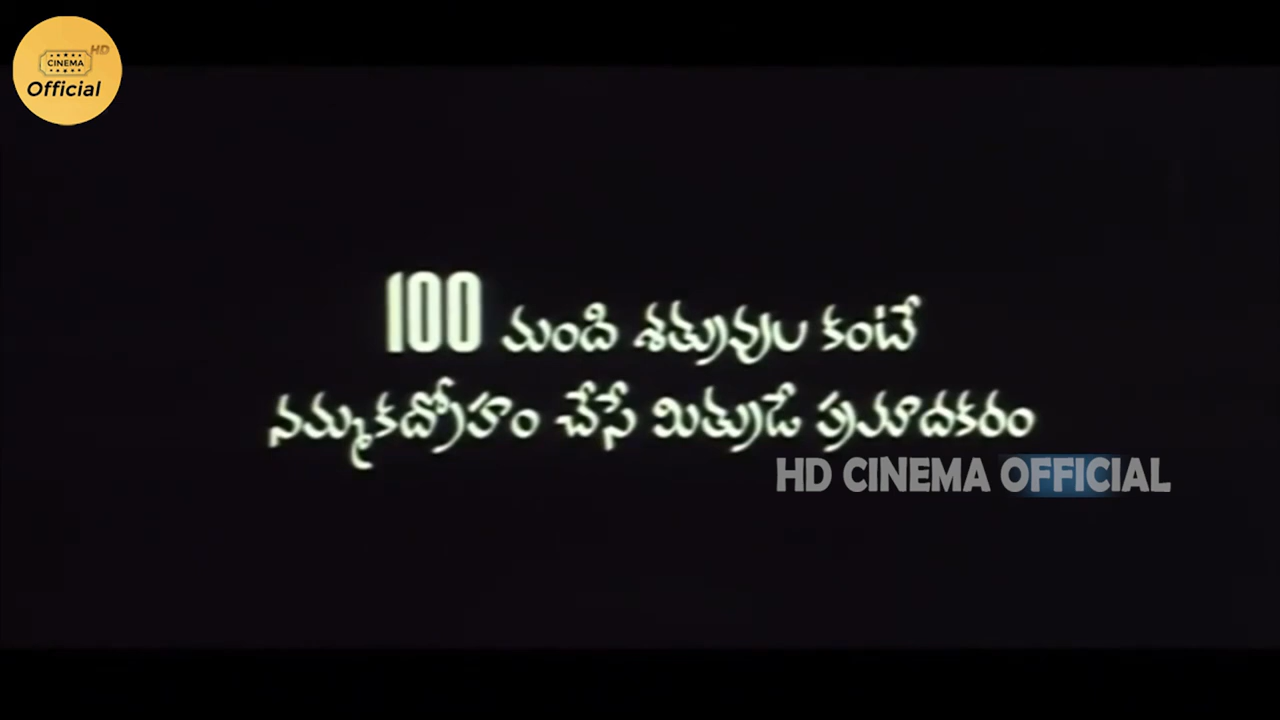 CINEMA HD
Official
100 మంది శత్రువుల కంటే
నమ్మకద్రోహం చేసే మిత్రుడే ప్రమాదకరం
HD CINEMA OFFICIAL